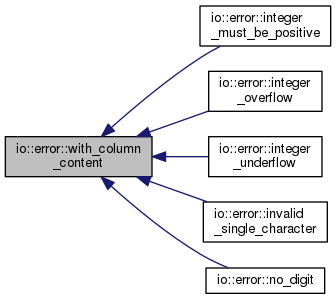 io::error::integer
_must_be_positive
io::error::integer
_overflow
io::error::with_column
_content
io::error::integer
_underflow
io::error::invalid
_single_character
io::error::no_digit